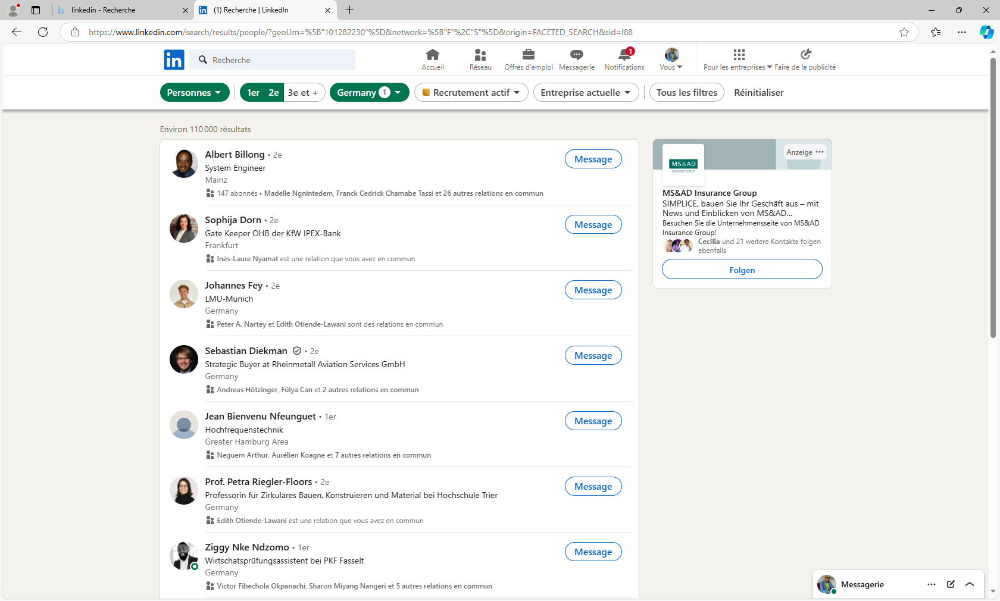 linkedin - Recherche
(1) Recherche | LinkedIn
https://www.linkedin.com/search/results/people/?geoUrn=%5B"101282230"%5D&network=%5B"F"%2C"S"%5D&origin=FACETED_SEARCH&sid=I88
in
Recherche
Accueil
Réseau
Offres d'emploi
Messagerie
1
Notifications
Vous
Pour les entreprises
Faire de la publicité
Personnes
1er
2e
3e et +
Germany 1
Recrutement actif
Entreprise actuelle
Tous les filtres
Réinitialiser
Environ 110 000 résultats
Albert Billong • 2e
System Engineer
Mainz
147 abonnés • Madelle Ngnintedem, Franck Cedrick Chamabe Tassi et 26 autres relations en commun
Message
Sophija Dorn • 2e
Gate Keeper OHB der KfW IPEX-Bank
Frankfurt
Inès-Laure Nyamat est une relation que vous avez en commun
Message
Johannes Fey • 2e
LMU-Munich
Germany
Peter A. Nartey et Edith Otiende-Lawani sont des relations en commun
Message
Sebastian Diekman • 2e
Strategic Buyer at Rheinmetall Aviation Services GmbH
Germany
Andreas Hötzinger, Fülya Can et 2 autres relations en commun
Message
Jean Bienvenu Nfeunguet • 1er
Hochfrequenstechnik
Greater Hamburg Area
Neguem Arthur, Aurélien Koagne et 7 autres relations en commun
Message
Prof. Petra Riegler-Floors • 2e
Professorin für Zirkuläres Bauen, Konstruieren und Material bei Hochschule Trier
Germany
Edith Otiende-Lawani est une relation que vous avez en commun
Message
Ziggy Nke Ndzomo • 1er
Wirtschatsprüfungsassistent bei PKF Fasselt
Germany
Victor Fibechola Okpanachi, Sharon Miyang Nangeri et 5 autres relations en commun
Message
Anzeige
MS&AD
INSURANCE GROUP
MS&AD Insurance Group
SIMPLICE, bauen Sie Ihr Geschäft aus – mit
News und Einblicken von MS&AD...
Besuchen Sie die Unternehmensseite von MS&AD
Insurance Group!
Cecilia und 21 weitere Kontakte folgen
ebenfalls
Folgen
Messagerie